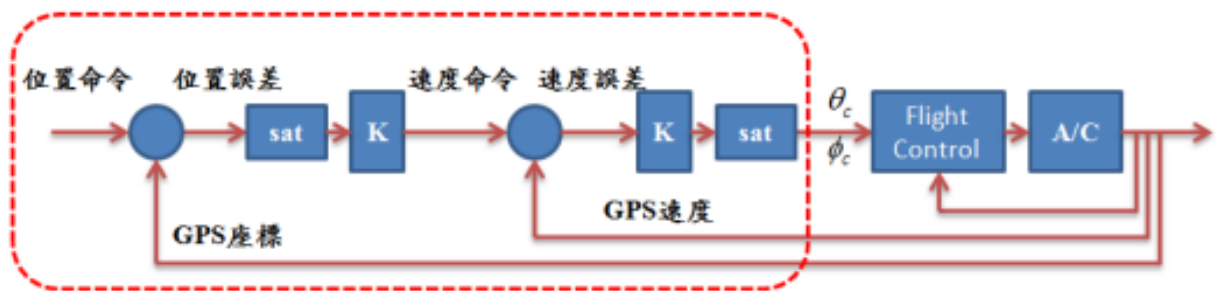 位置命令
位置誤差
速度命令
速度誤差
sat
K
K
sat
θc
ϕc
Flight
Control
A/C
GPS速度
GPS座標